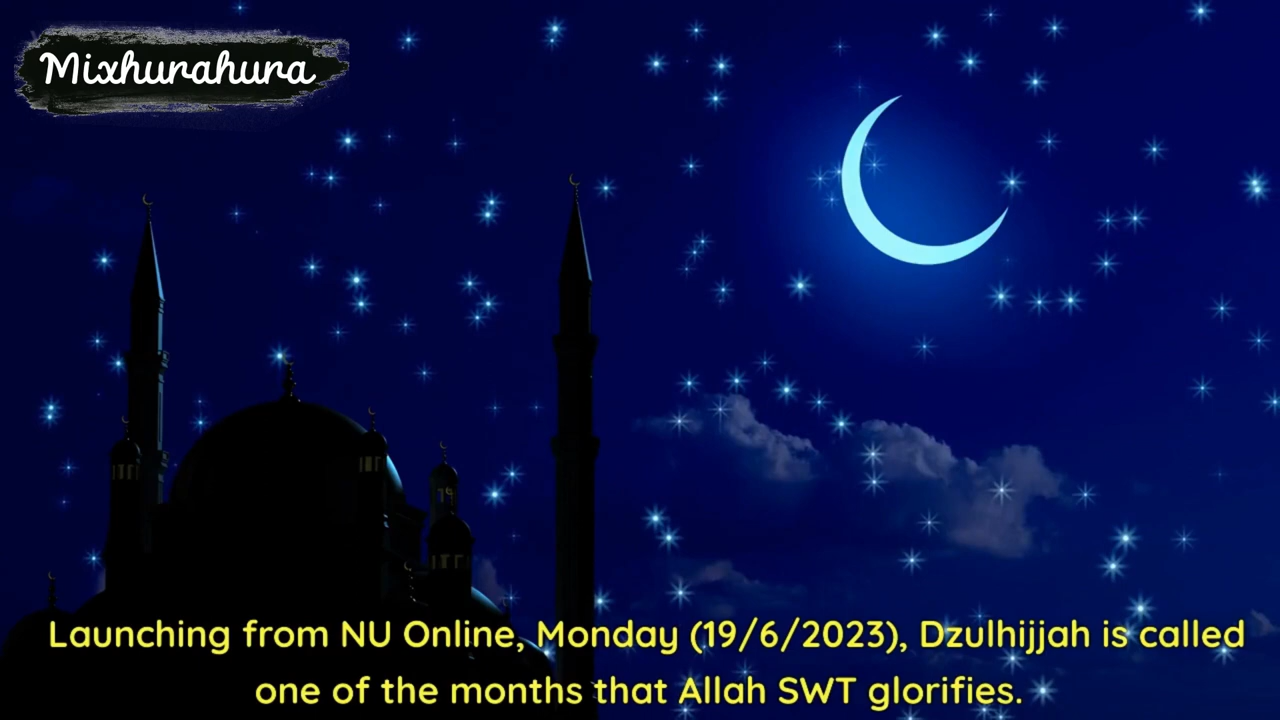 Mixhurahura
Launching from NU Online, Monday (19/6/2023), Dzulhijjah is called
one of the months that Allah SWT glorifies.